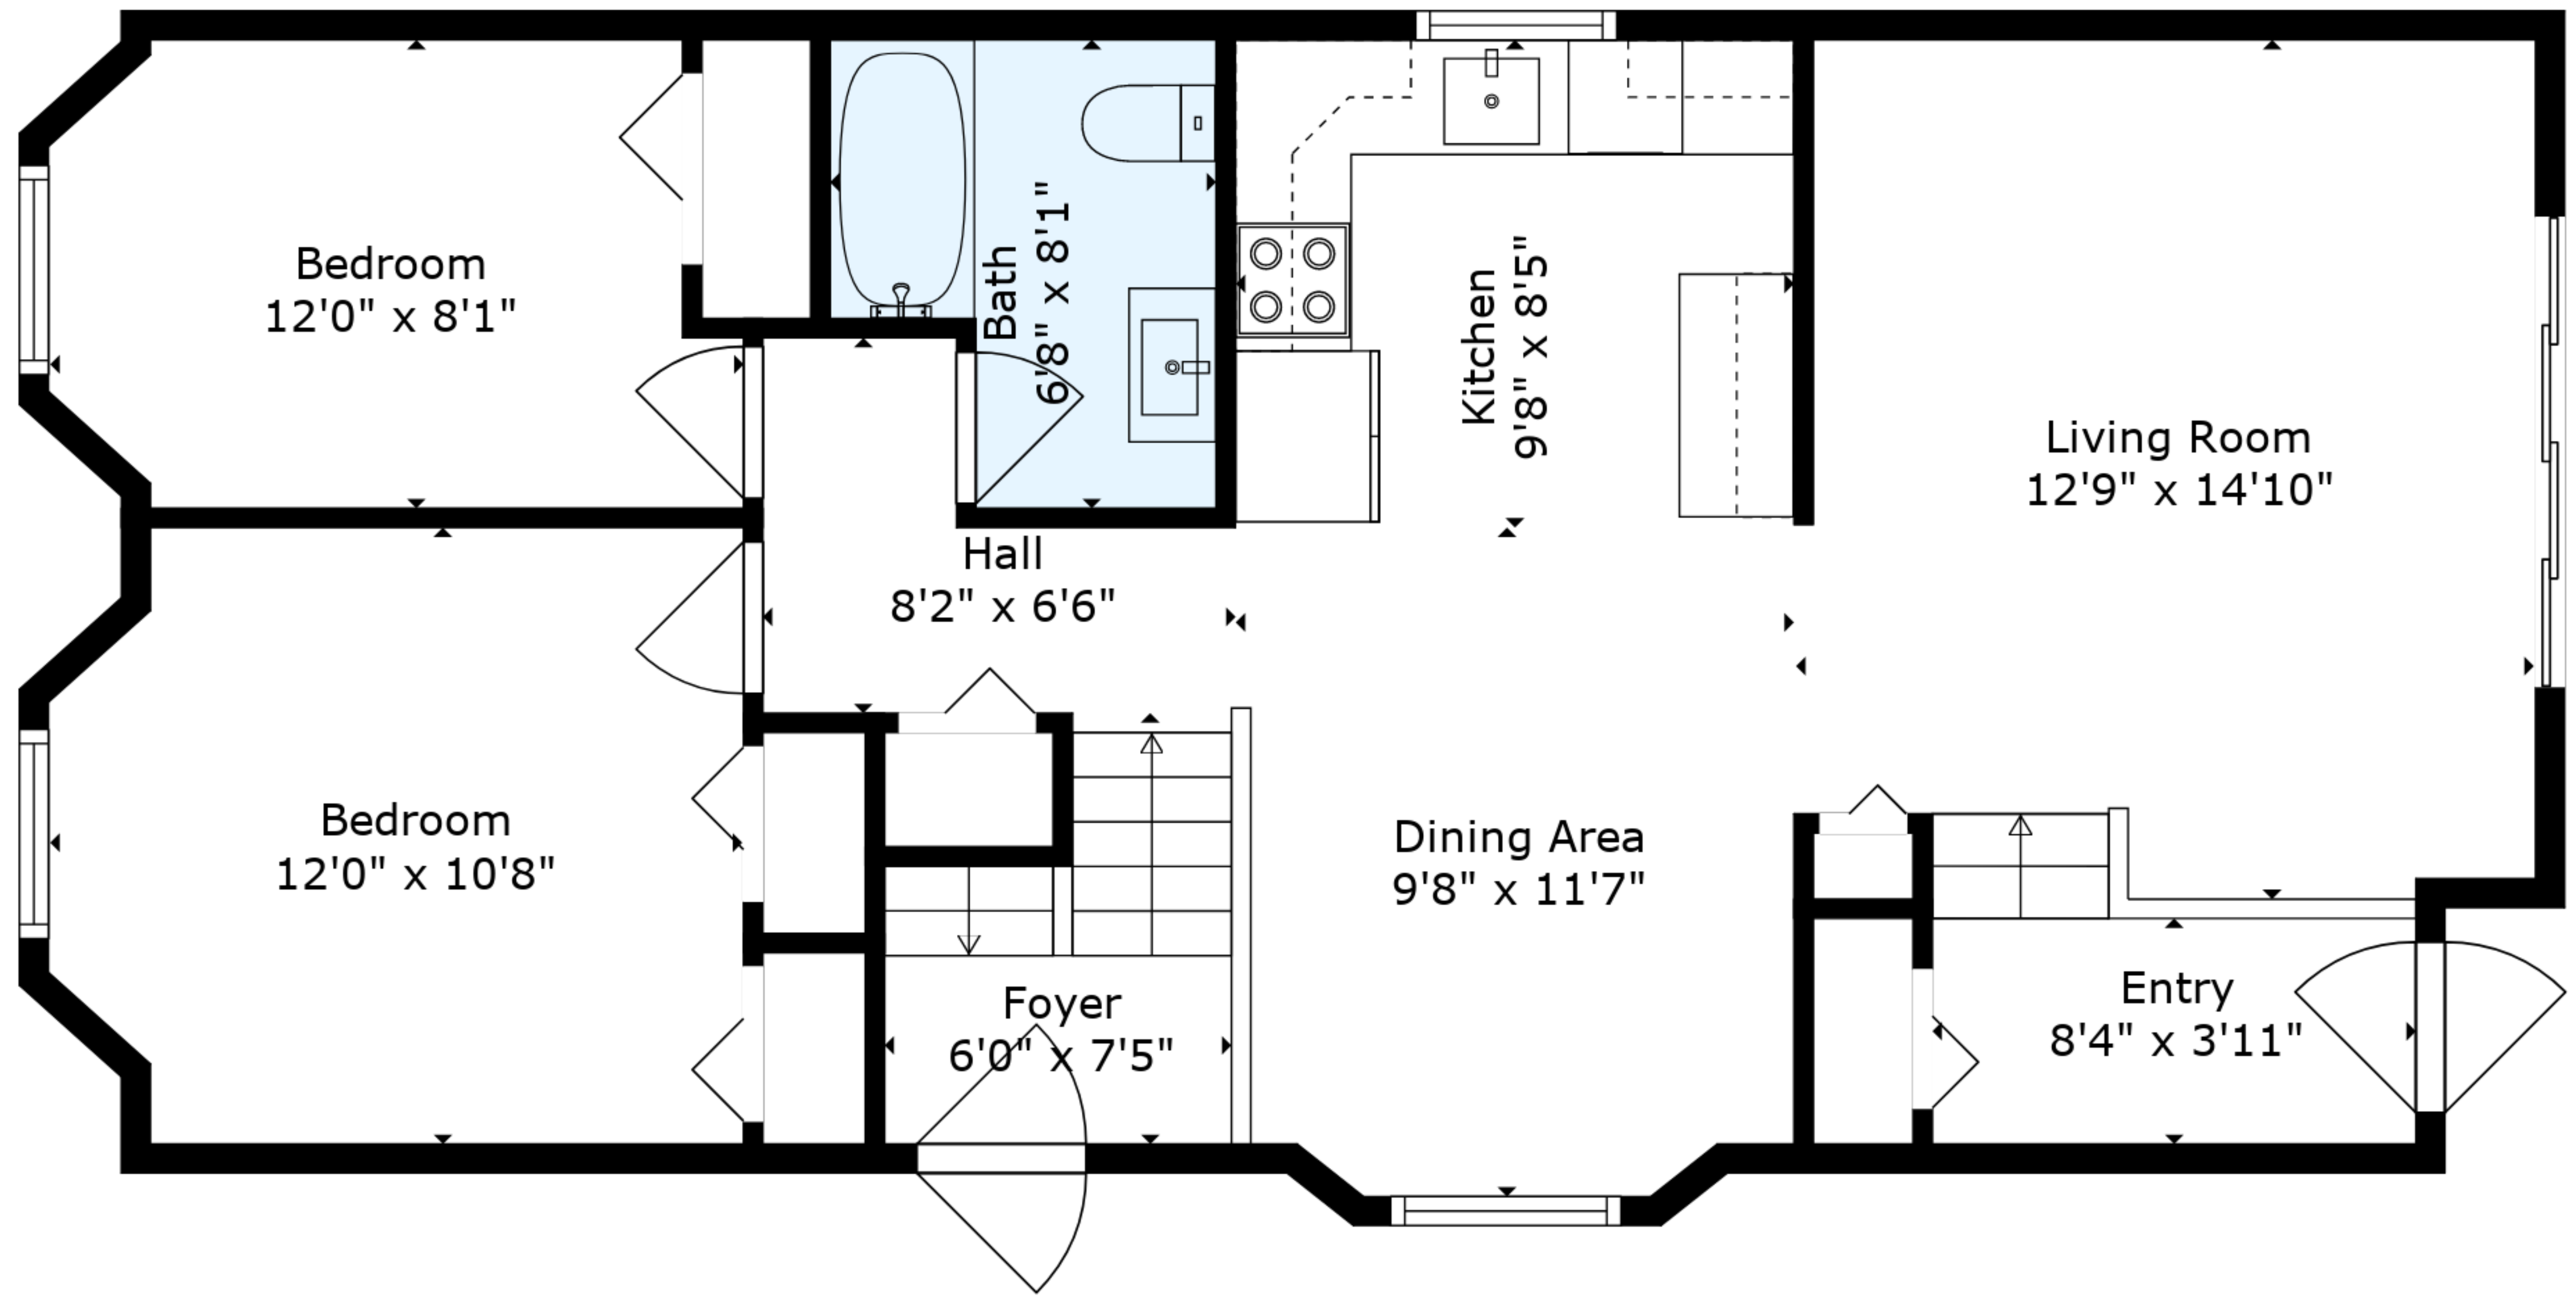 Bedroom
12'0" x 8'1"
Bath
6'8" x 8'1"
Kitchen
9'8" x 8'5"
Living Room
12'9" x 14'10"
Hall
8'2" x 6'6"
Bedroom
12'0" x 10'8"
Dining Area
9'8" x 11'7"
Foyer
6'0" x 7'5"
Entry
8'4" x 3'11"